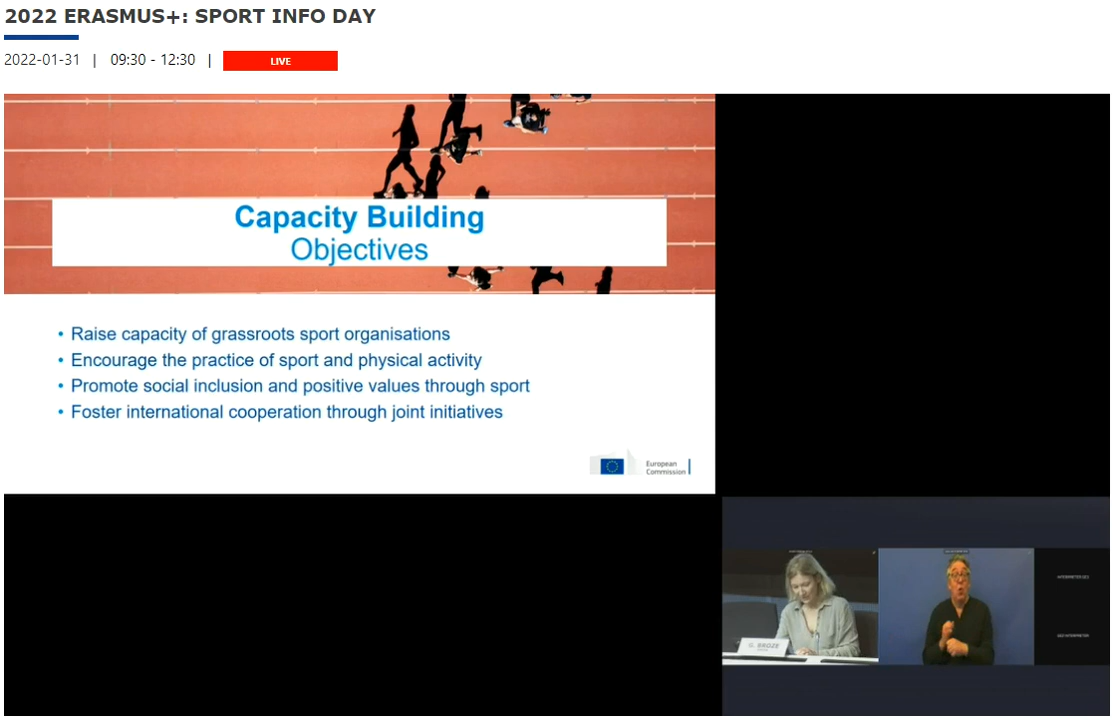 2022 ERASMUS+: SPORT INFO DAY
2022-01-31 | 09:30 - 12:30 | LIVE
Capacity Building
Objectives
• Raise capacity of grassroots sport organisations
• Encourage the practice of sport and physical activity
• Promote social inclusion and positive values through sport
• Foster international cooperation through joint initiatives
European
Commission
G. BROZE